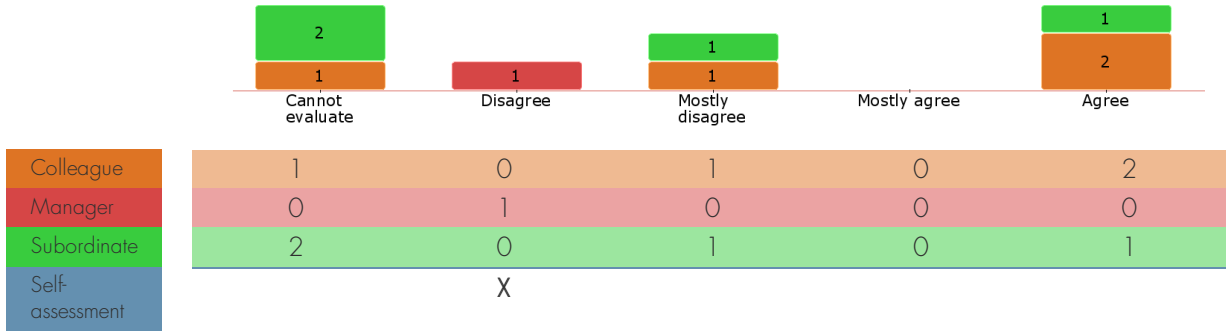 2
1
1
1
1
1
2
Cannot
evaluate
Disagree
Mostly
disagree
Mostly agree
Agree
Colleague 1 0 1 0 2
Manager 0 1 0 0 0
Subordinate 2 0 1 0 1
Self-
assessment
X